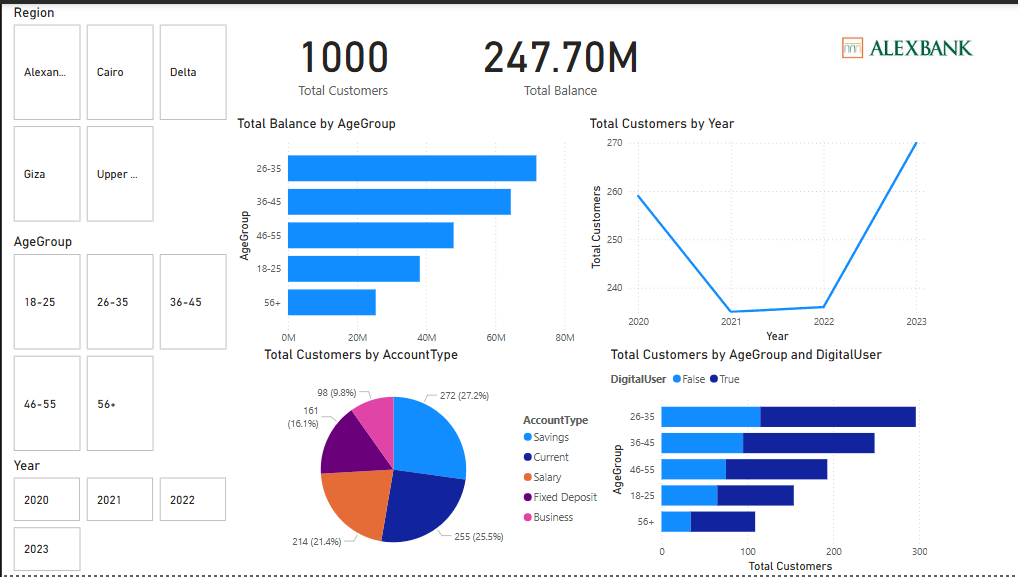 Region
Alexan...
Cairo
Delta
Giza
Upper ...
AgeGroup
18-25
26-35
36-45
46-55
56+
Year
2020
2021
2022
2023
1000
Total Customers
247.70M
Total Balance
ALEXBANK
Total Balance by AgeGroup
AgeGroup
26-35
36-45
46-55
18-25
56+
0M 20M 40M 60M 80M
Total Customers by Year
Total Customers
270
260
250
240
2020 2021 2022 2023
Year
Total Customers by AccountType
98 (9.8%)
272 (27.2%)
161
(16.1%)
214 (21.4%)
255 (25.5%)
AccountType
Savings
Current
Salary
Fixed Deposit
Business
Total Customers by AgeGroup and DigitalUser
DigitalUser False True
AgeGroup
26-35
36-45
46-55
18-25
56+
0 100 200 300
Total Customers